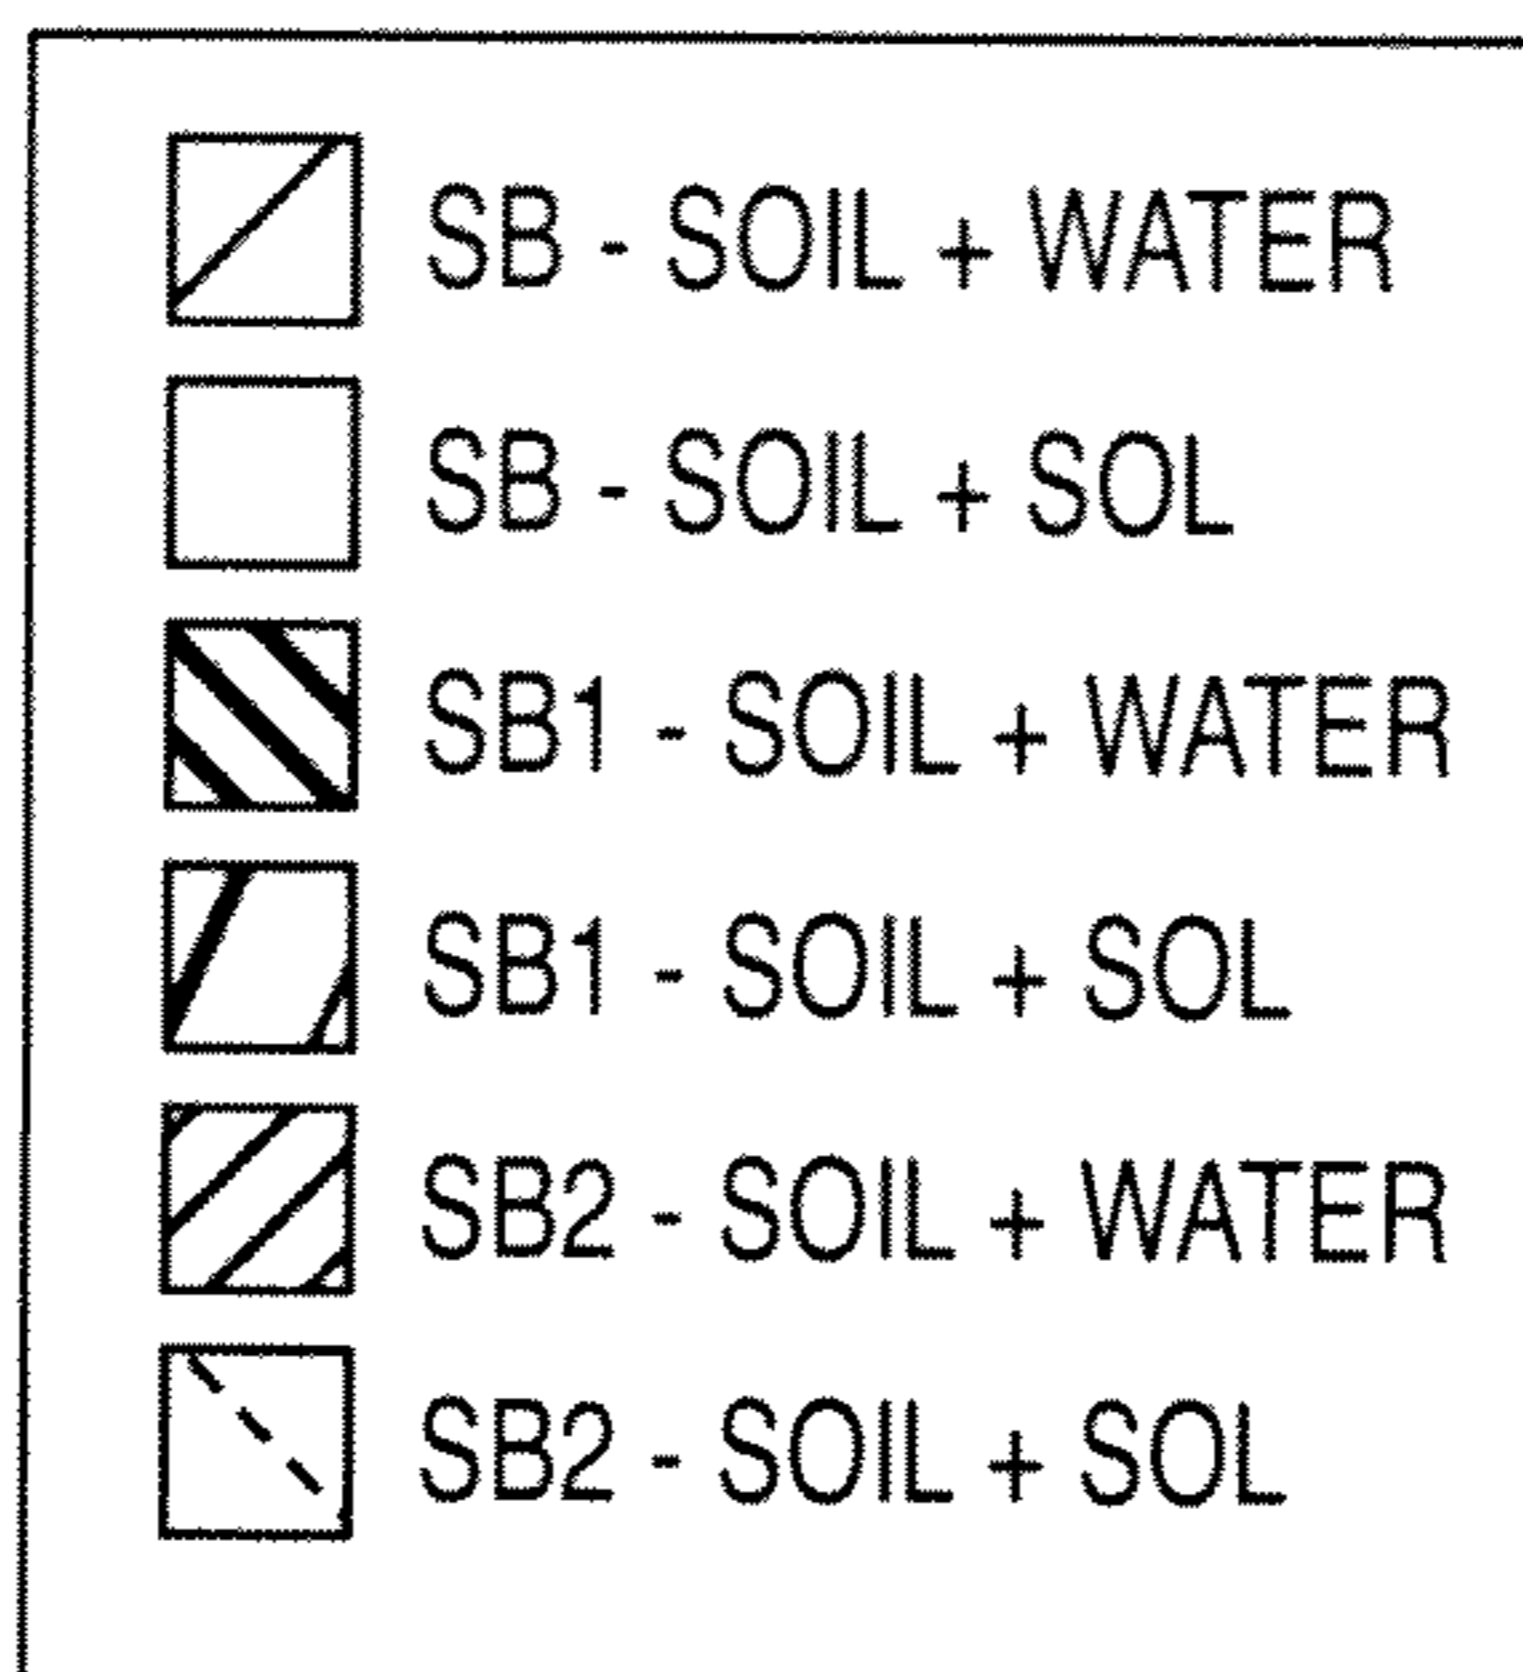 SB - SOIL + WATER
SB - SOIL + SOL
SB1 - SOIL + WATER
SB1 - SOIL + SOL
SB2 - SOIL + WATER
SB2 - SOIL + SOL